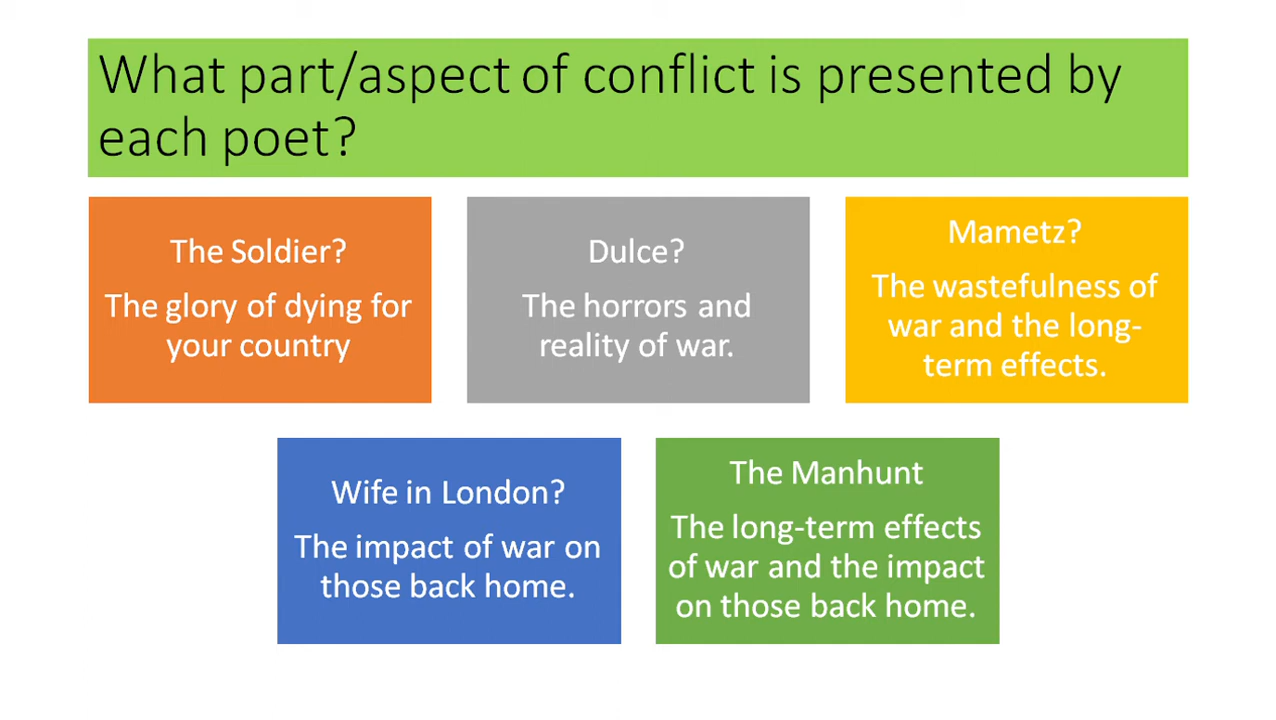 What part/aspect of conflict is presented by
each poet?
The Soldier?
The glory of dying for
your country
Dulce?
The horrors and
reality of war.
Mametz?
The wastefulness of
war and the long-
term effects.
Wife in London?
The impact of war on
those back home.
The Manhunt
The long-term effects
of war and the impact
on those back home.